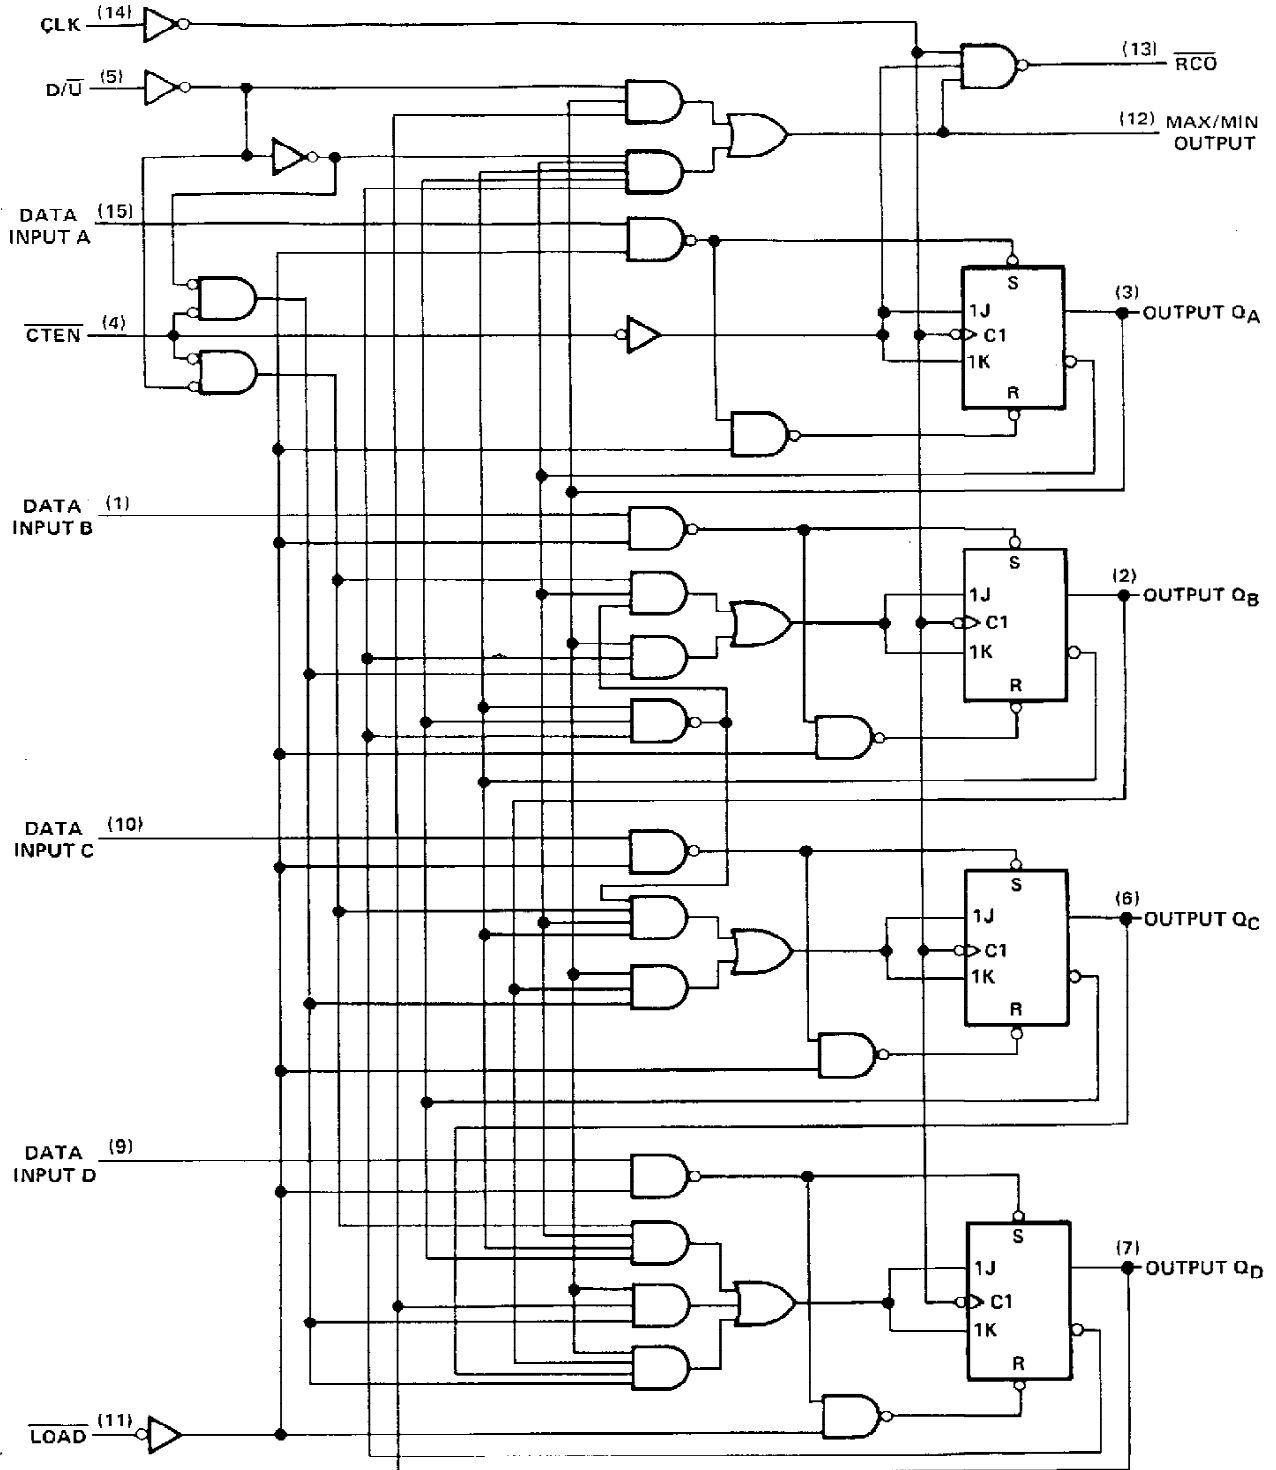 CLK (14)
(13) RCO
D/U (5)
(12) MAX/MIN
OUTPUT
DATA (15)
INPUT A
S
(3) OUTPUT QA
1J
CTEN (4)
C1
1K
R
DATA (1)
INPUT B
S
(2) OUTPUT QB
1J
C1
1K
R
DATA (10)
INPUT C
S
(6) OUTPUT QC
1J
C1
1K
R
DATA (9)
INPUT D
S
(7) OUTPUT QD
1J
C1
1K
R
LOAD (11)